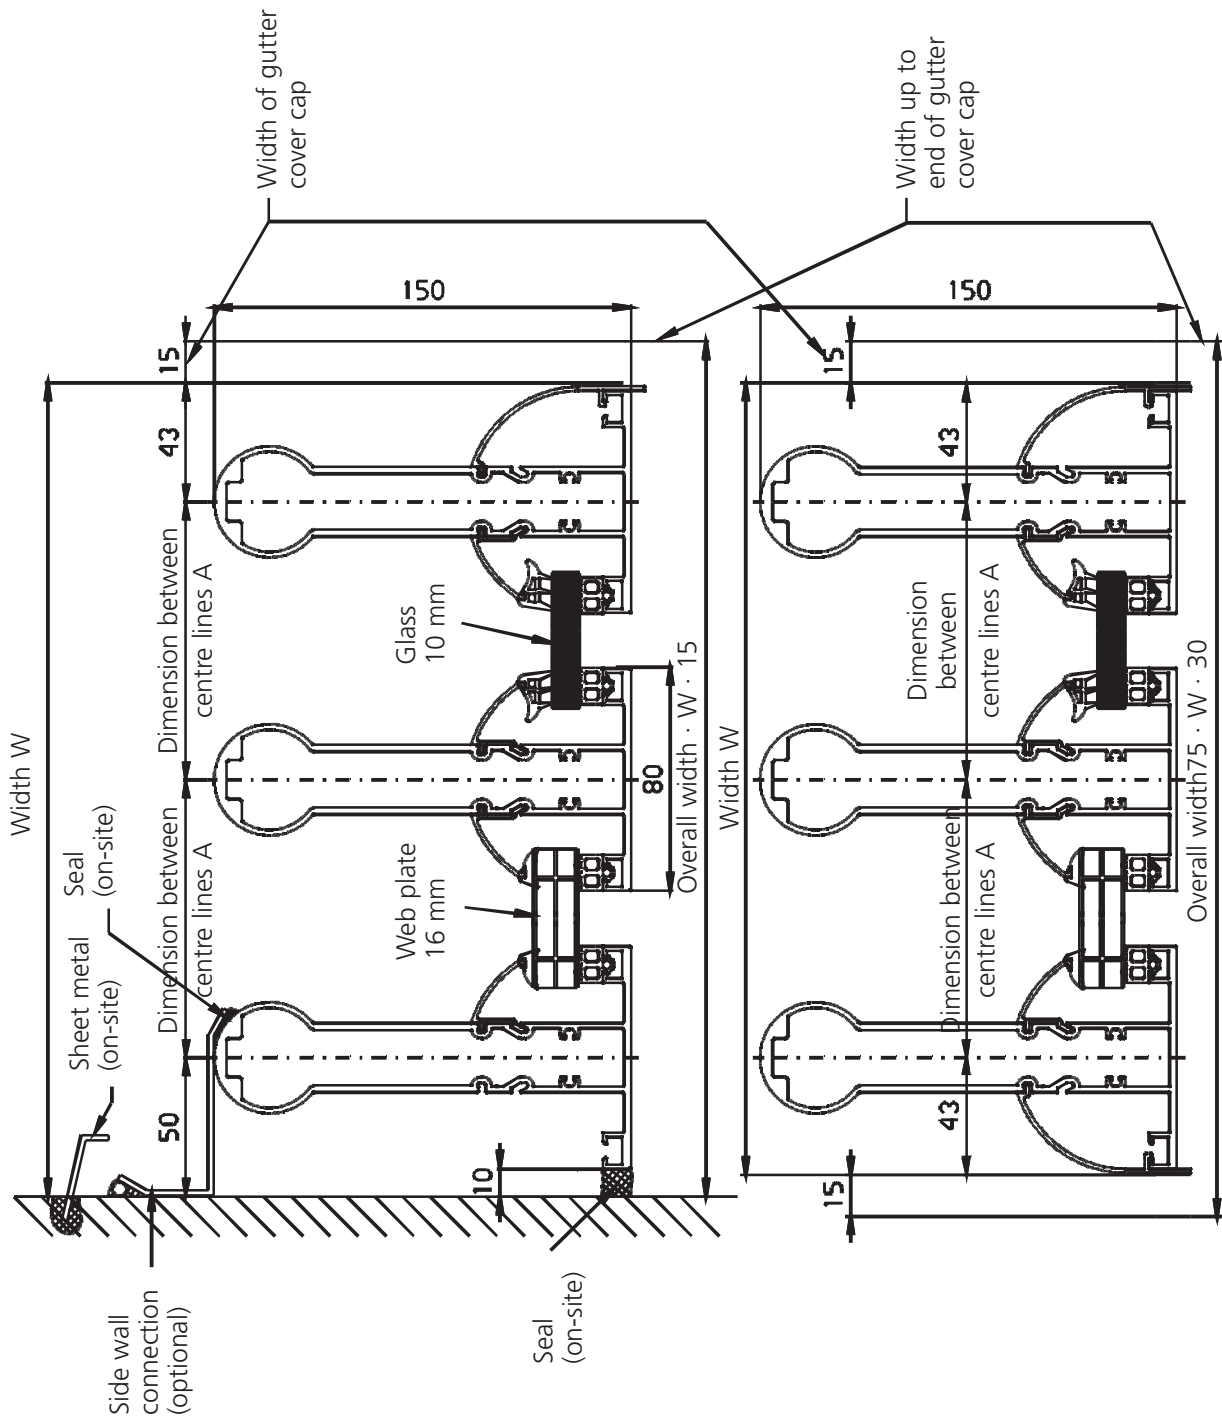 Width W
Sheet metal
(on-site)
Seal
(on-site)
Side wall
connection
(optional)
50
Dimension between
centre lines A
Dimension between
centre lines A
43
15
Width of gutter
cover cap
150
Web plate
16 mm
Glass
10 mm
10
Seal
(on-site)
80
Overall width · W · 15
Width W
15
43
Dimension between
centre lines A
Dimension
between
centre lines A
43
15
Width up to
end of gutter
cover cap
150
Overall width75 · W · 30